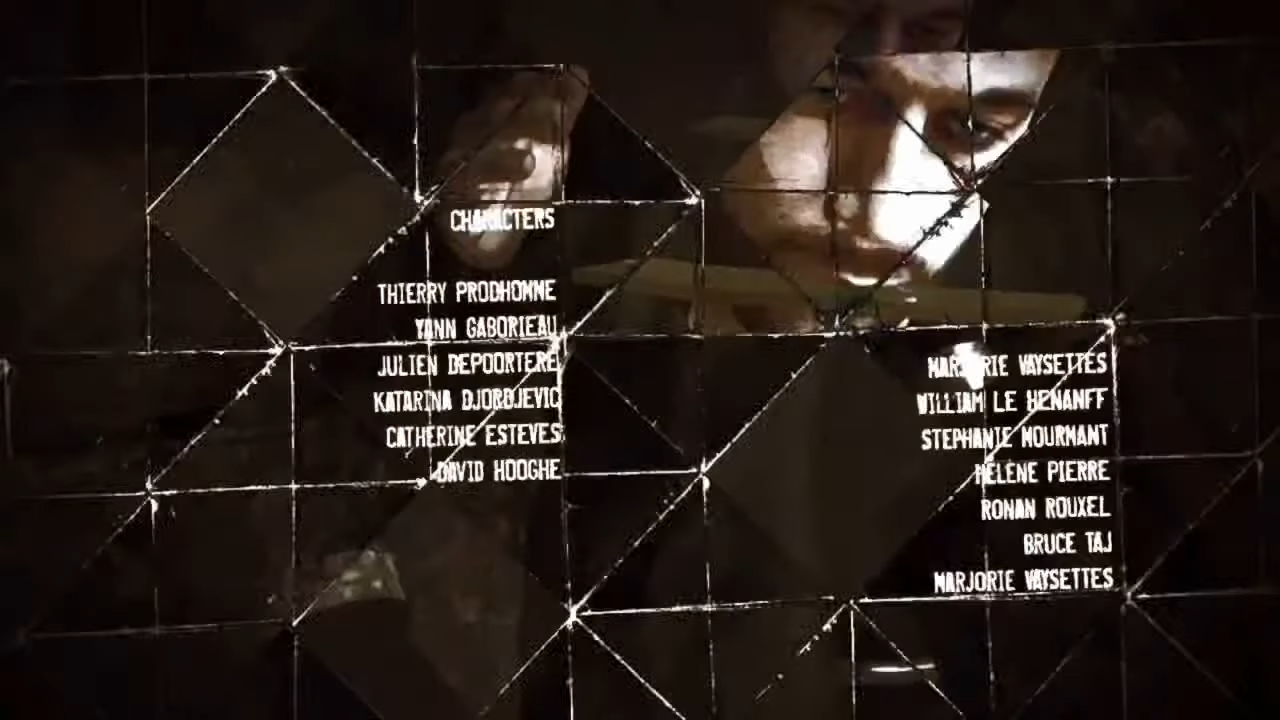 CHARACTERS
THIERRY PRODHOMME
YANN GABORIEAU
JULIEN DEPOORTERE
KATARINA DJORDJEVIC
CATHERINE ESTEVES
DAVID HOOGHE
MARJORIE VAYSETTES
WILLIAM LE HENANFF
STEPHANIE MOURMANT
HELENE PIERRE
RONAN ROUXEL
BRUCE TAJ
MARJORIE VAYSETTES